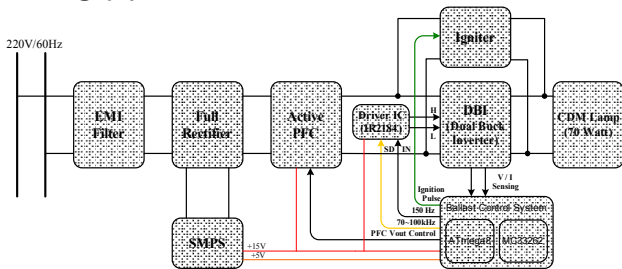 220V/60Hz
Igniter
EMI
Filter
Full
Rectifier
Active
PFC
Driver IC
(IR2184)
H
L
SD
IN
DBI
(Dual Buck
Inverter)
CDM Lamp
(70 Watt)
V / I
Sensing
Ignition
Pulse
150 Hz
70~100kHz
PFC Vout Control
Ballast Control System
ATmega8
MC33262
SMPS
+15V
+5V